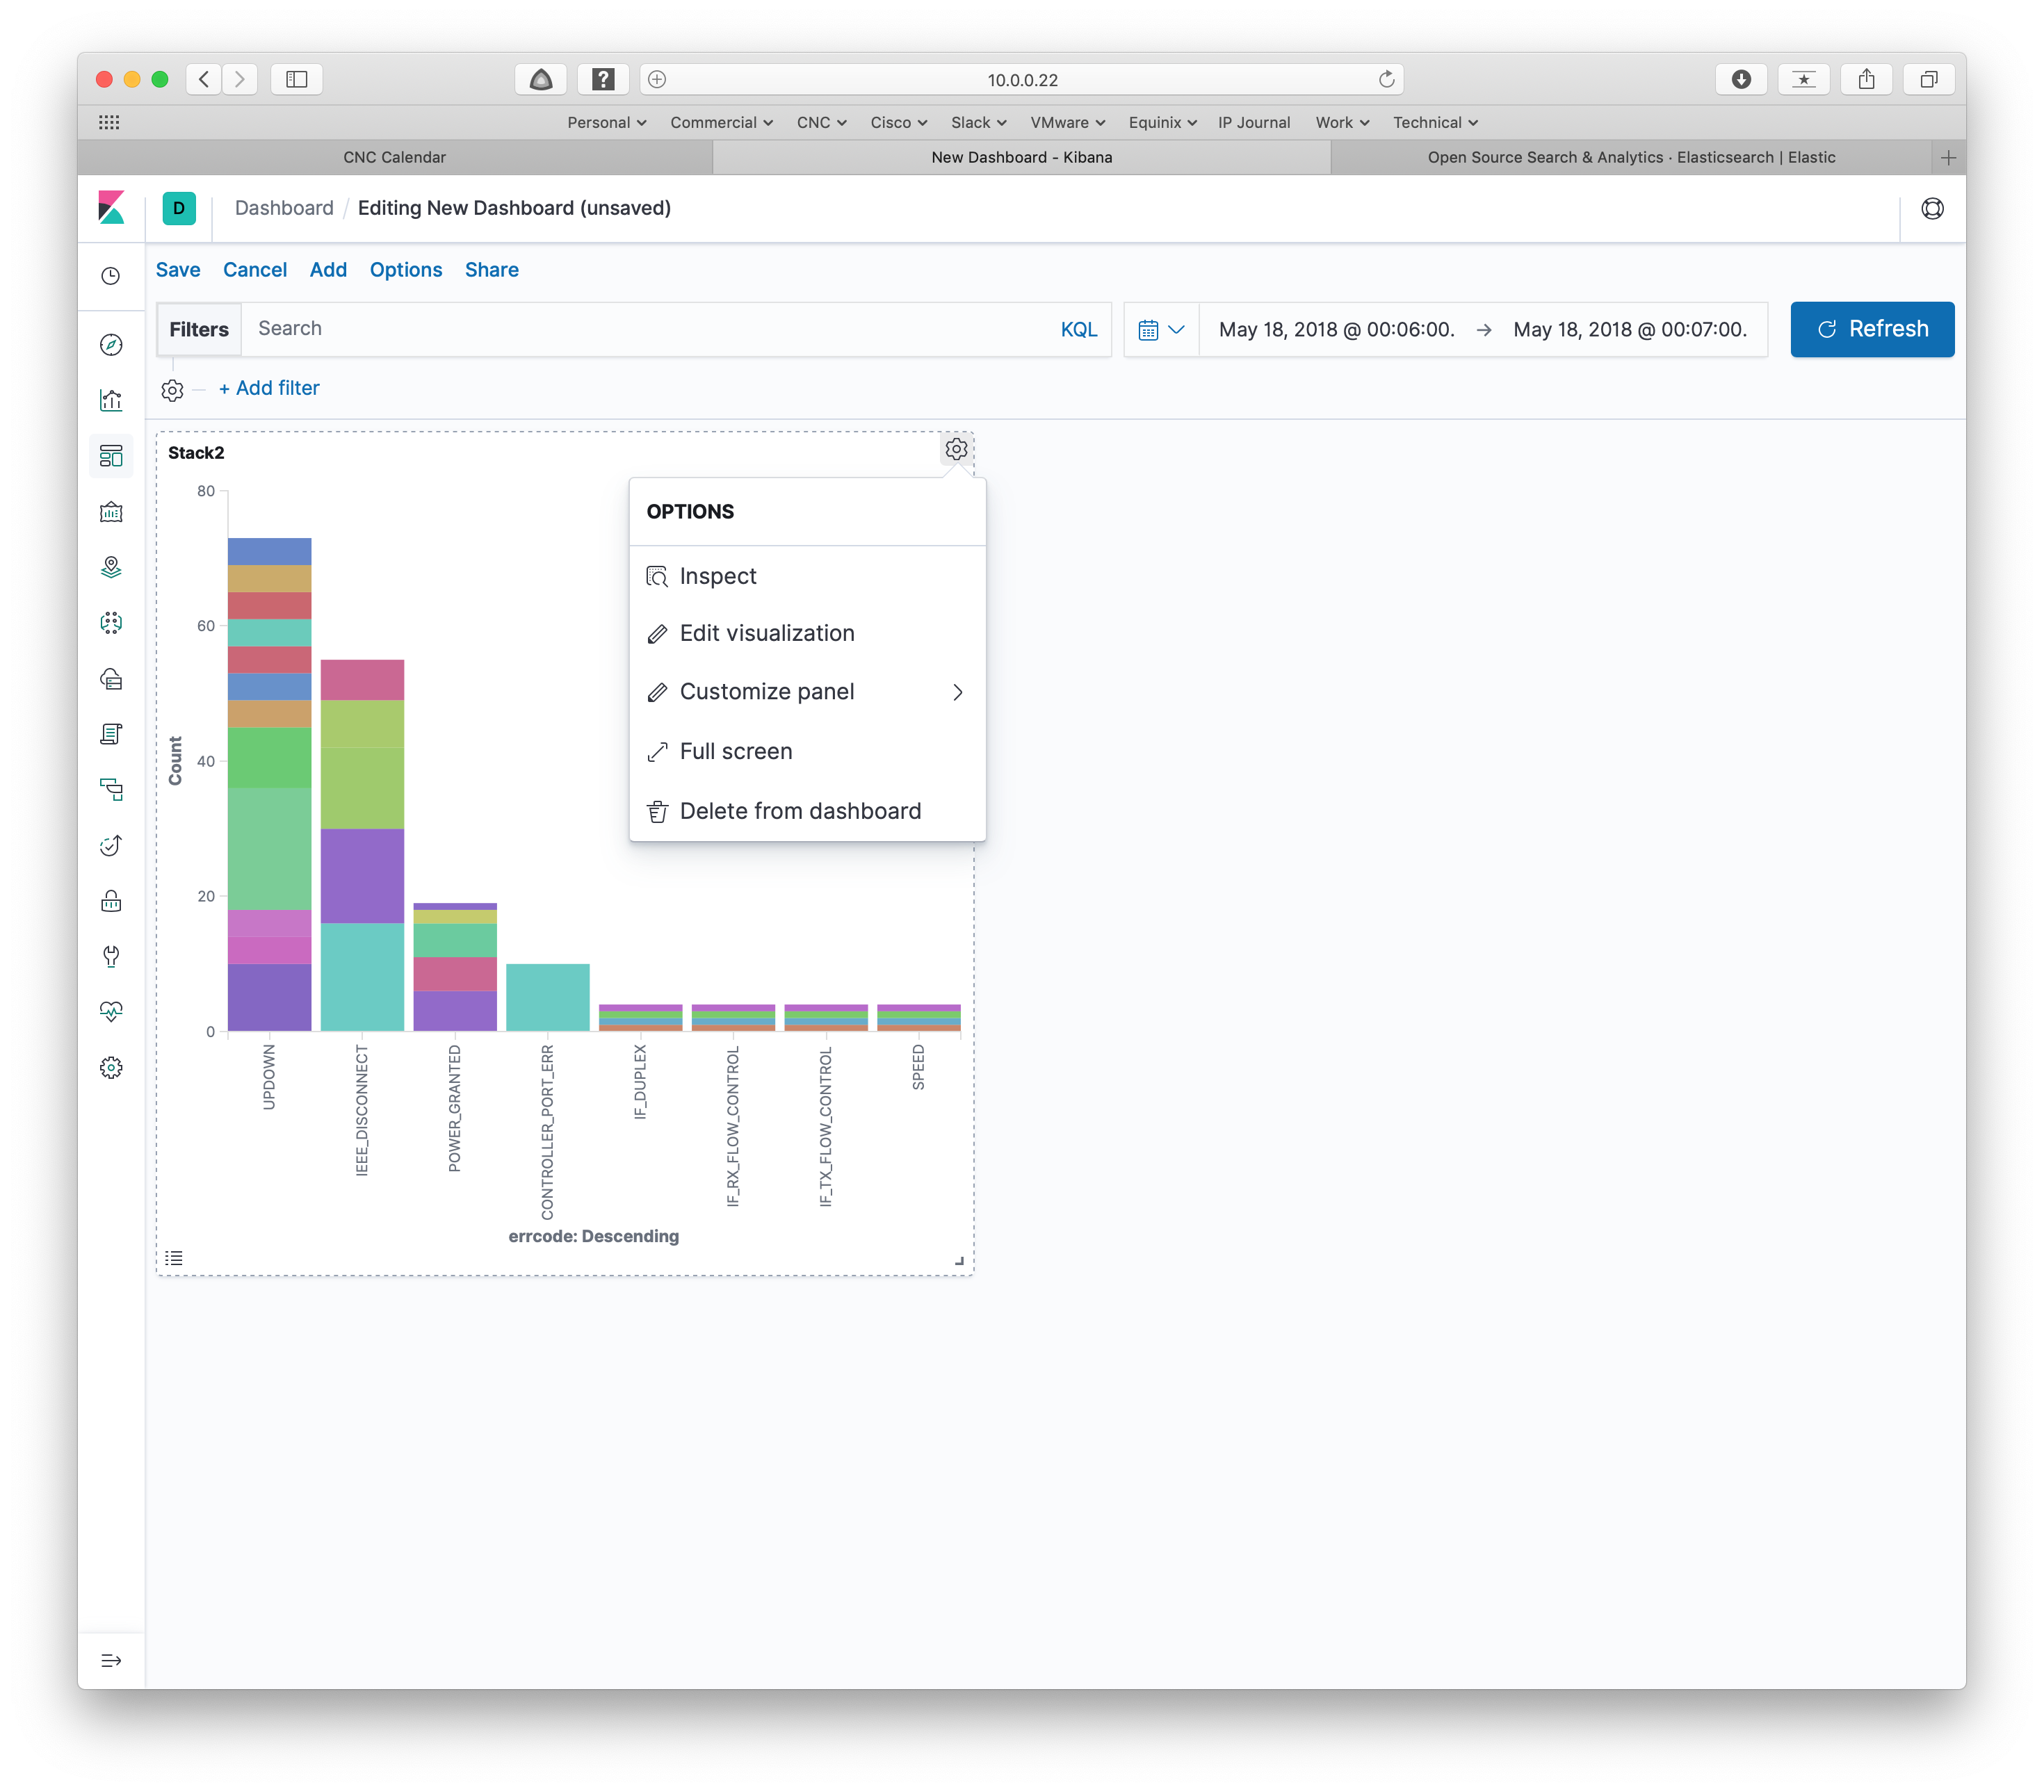 10.0.0.22
Personal Commercial CNC Cisco Slack VMware Equinix IP Journal Work Technical
CNC Calendar
New Dashboard - Kibana
Open Source Search & Analytics · Elasticsearch | Elastic
D
Dashboard / Editing New Dashboard (unsaved)
Save Cancel Add Options Share
Filters Search KQL
May 18, 2018 @ 00:06:00. → May 18, 2018 @ 00:07:00.
Refresh
+ Add filter
Stack2
OPTIONS
Inspect
Edit visualization
Customize panel
Full screen
Delete from dashboard
80
60
40
20
0
Count
UPDOWN
IEEE_DISCONNECT
POWER_GRANTED
CONTROLLER_PORT_ERR
IF_DUPLEX
IF_RX_FLOW_CONTROL
IF_TX_FLOW_CONTROL
SPEED
errcode: Descending